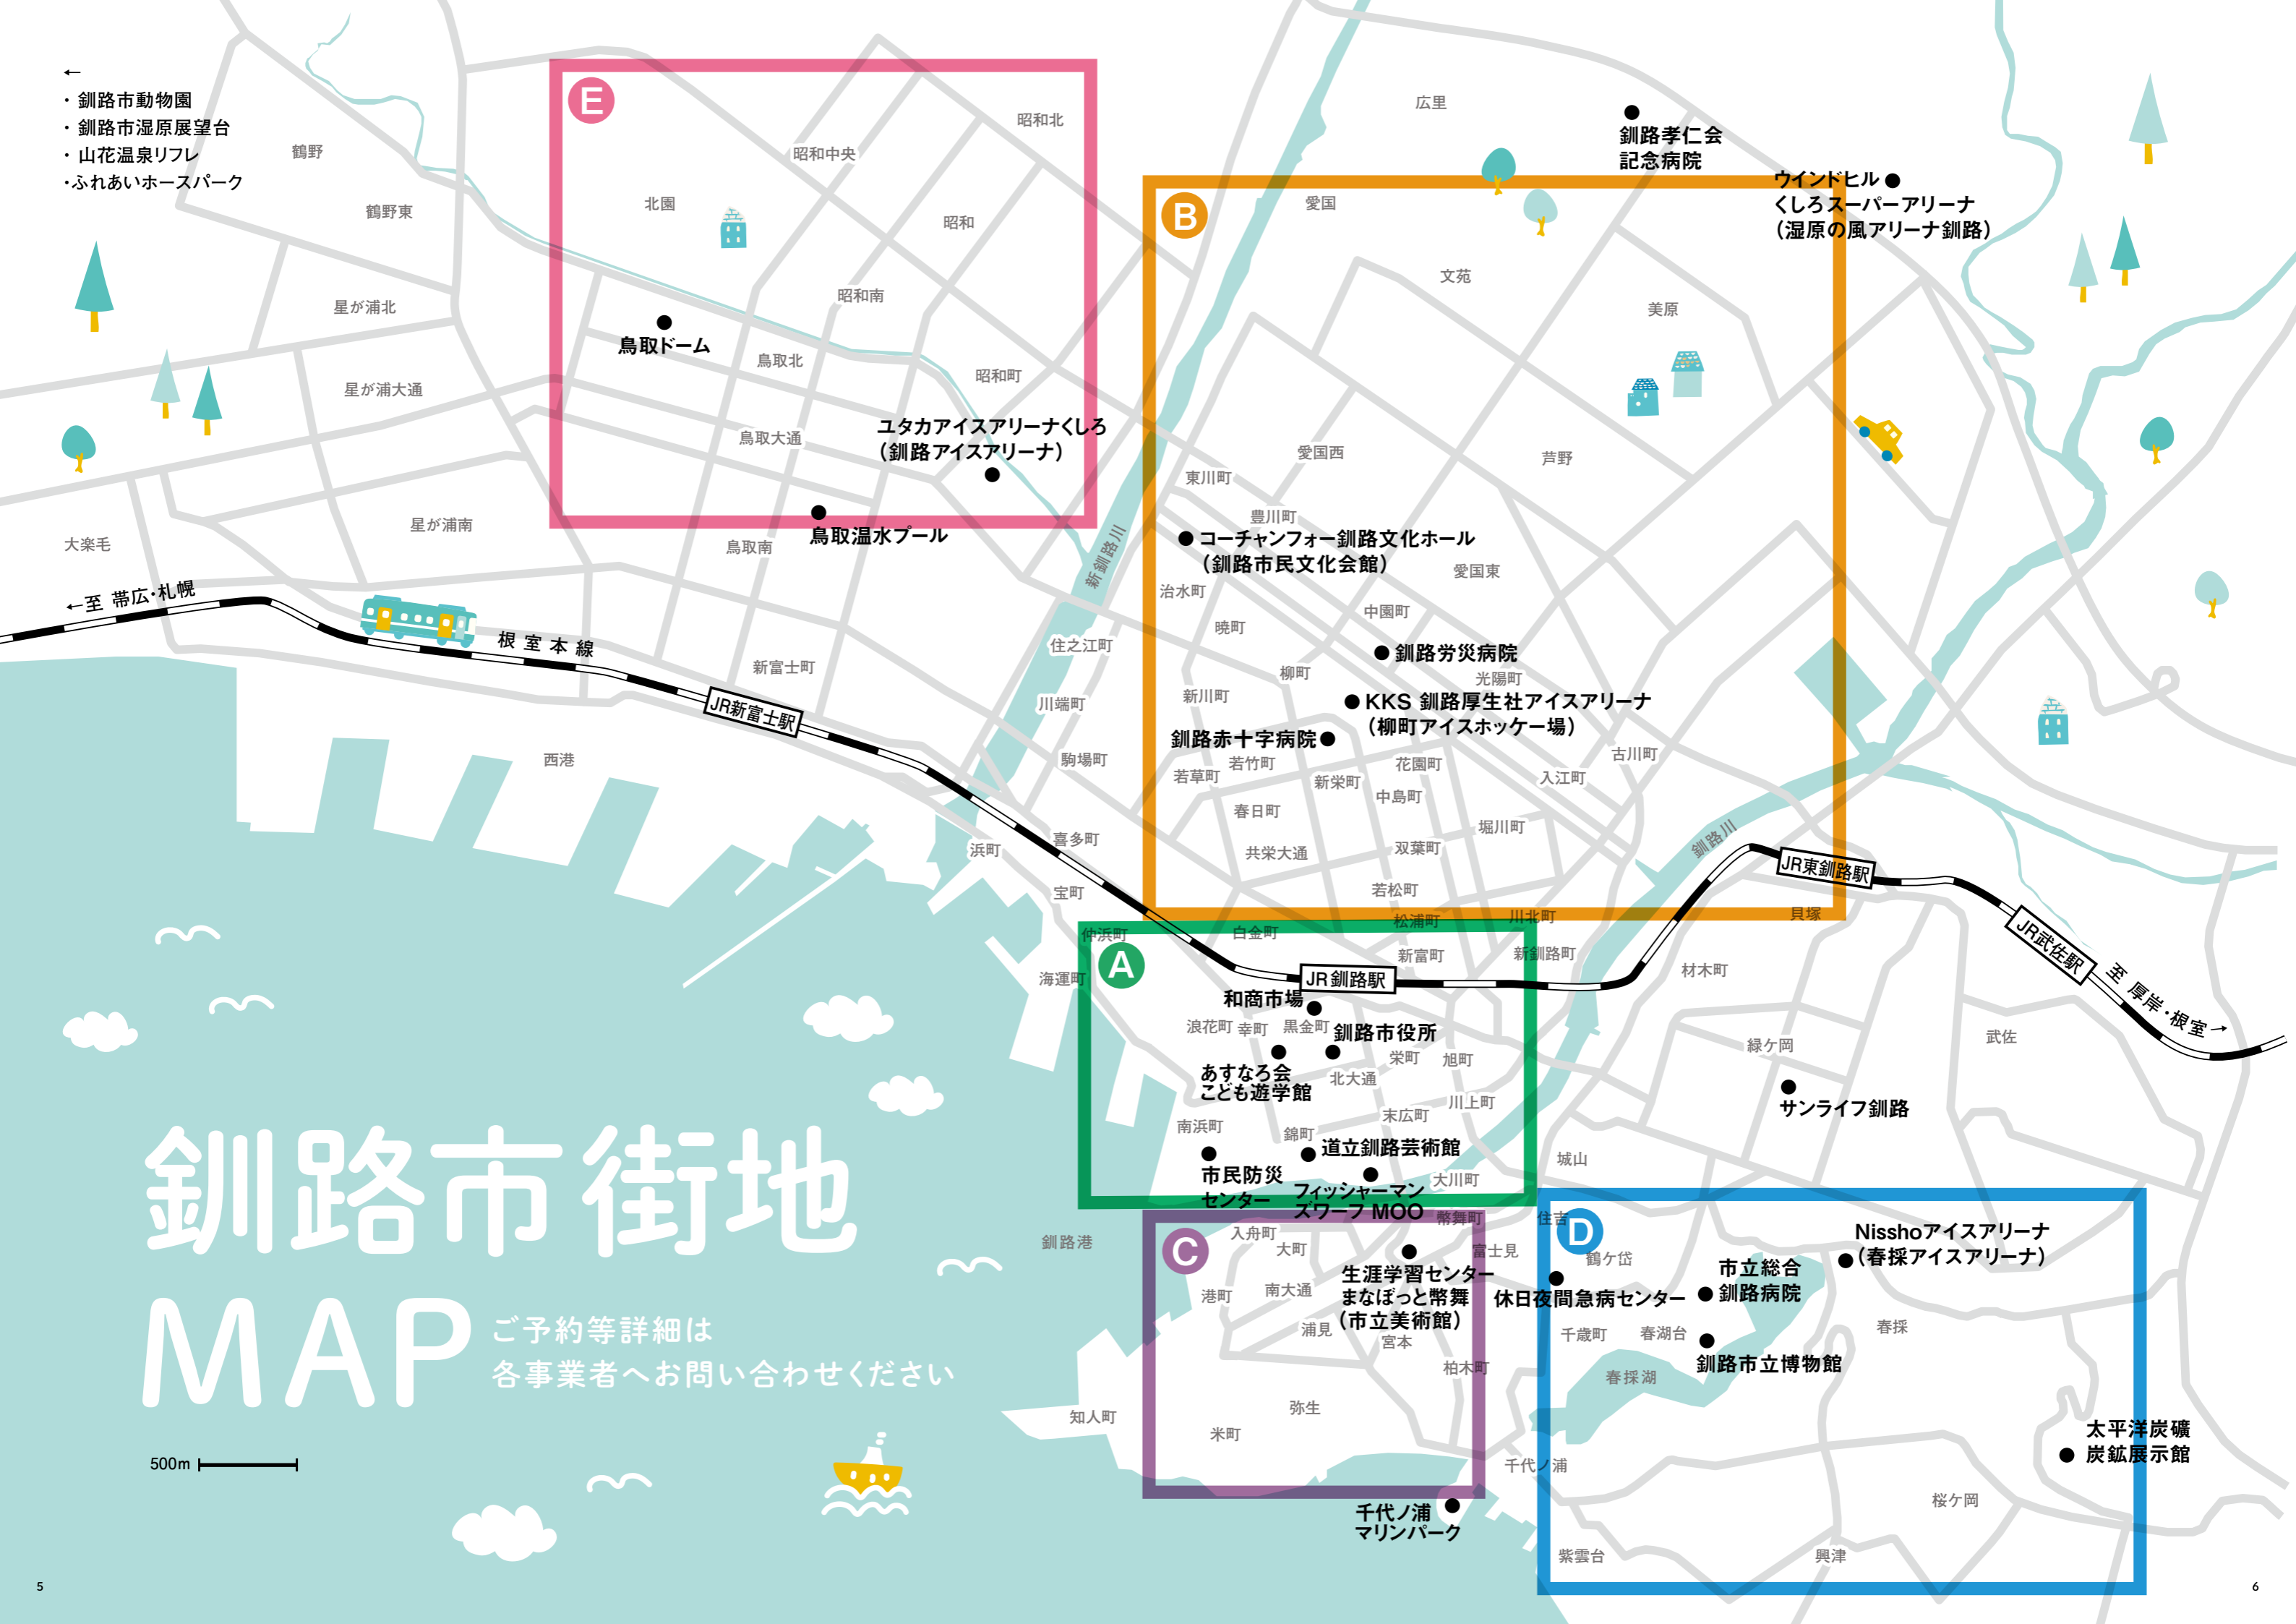 ←
・ 釧路市動物園
・ 釧路市湿原展望台
・ 山花温泉リフレ
・ふれあいホースパーク
鶴野
鶴野東
星が浦北
星が浦大通
星が浦南
大楽毛
←至 帯広・札幌
根室本線
JR新富士駅
新富士町
西港
E
昭和北
昭和中央
北園
昭和
昭和南
鳥取ドーム
鳥取北
昭和町
鳥取大通
ユタカアイスアリーナくしろ
（釧路アイスアリーナ）
鳥取温水プール
鳥取南
新釧路川
住之江町
川端町
駒場町
喜多町
浜町
宝町
広里
釧路孝仁会
記念病院
ウインドヒル
くしろスーパーアリーナ
（湿原の風アリーナ釧路）
B
愛国
文苑
美原
愛国西
芦野
東川町
豊川町
コーチャンフォー釧路文化ホール
（釧路市民文化会館）
愛国東
治水町
中園町
暁町
釧路労災病院
柳町
光陽町
新川町
KKS 釧路厚生社アイスアリーナ
（柳町アイスホッケー場）
釧路赤十字病院
古川町
若竹町
若草町
花園町
新栄町
入江町
中島町
春日町
堀川町
共栄大通
双葉町
若松町
釧路川
JR東釧路駅
松浦町
川北町
貝塚
仲浜町
白金町
A
新富町
新釧路町
海運町
JR釧路駅
材木町
JR武佐駅
至 厚岸・根室→
武佐
和商市場
浪花町
幸町
黒金町
釧路市役所
あすなろ会
こども遊学館
栄町
旭町
北大通
川上町
末広町
南浜町
錦町
道立釧路芸術館
市民防災
センター
フィッシャーマン
ズワーフ MOO
大川町
緑ケ岡
サンライフ釧路
城山
釧路港
C
入舟町
大町
幣舞町
富士見
港町
南大通
生涯学習センター
まなぼっと幣舞
（市立美術館）
浦見
宮本
柏木町
弥生
米町
知人町
千代ノ浦
千代ノ浦
マリンパーク
住吉
D
鶴ケ岱
休日夜間急病センター
市立総合
釧路病院
Nisshoアイスアリーナ
（春採アイスアリーナ）
千歳町
春湖台
釧路市立博物館
春採湖
春採
太平洋炭礦
炭鉱展示館
桜ケ岡
紫雲台
興津
釧路市街地
MAP
ご予約等詳細は
各事業者へお問い合わせください
500m
5
6